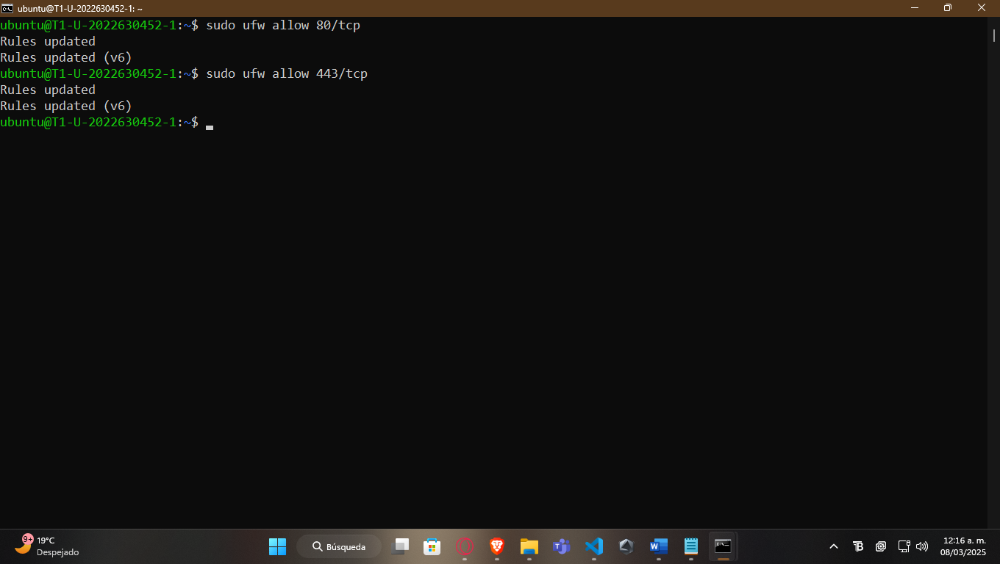 ubuntu@T1-U-2022630452-1: ~
ubuntu@T1-U-2022630452-1:~$ sudo ufw allow 80/tcp
Rules updated
Rules updated (v6)
ubuntu@T1-U-2022630452-1:~$ sudo ufw allow 443/tcp
Rules updated
Rules updated (v6)
ubuntu@T1-U-2022630452-1:~$
9+
19°C
Despejado
Búsqueda
12:16 a. m.
08/03/2025